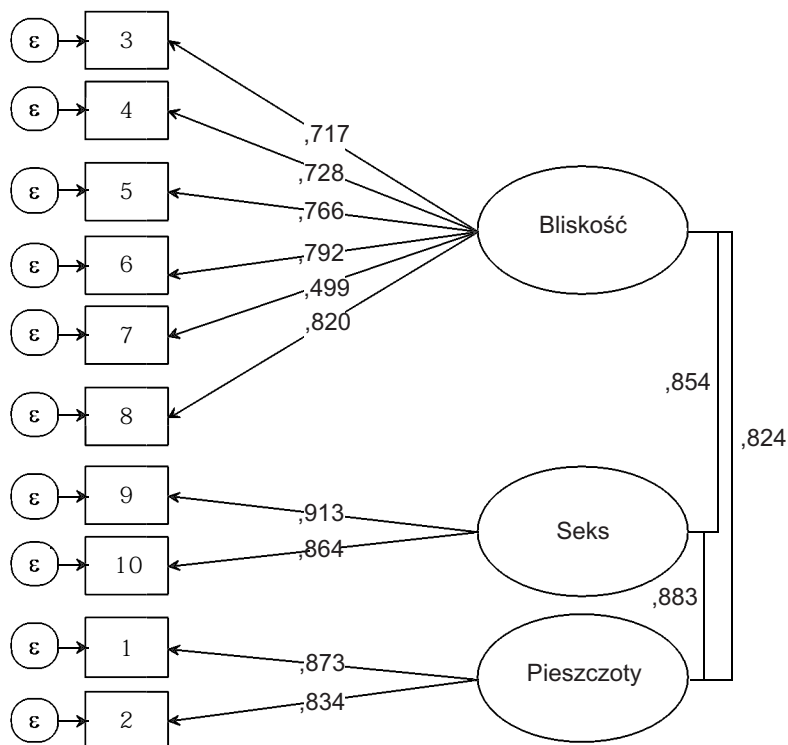 ε 3
,717
ε 4
,728
ε 5
,766
Bliskość
ε 6
,792
,499
ε 7
,820
,854
ε 8
,824
ε 9
,913
Seks
ε 10
,864
,883
ε 1
,873
Pieszczoty
ε 2
,834